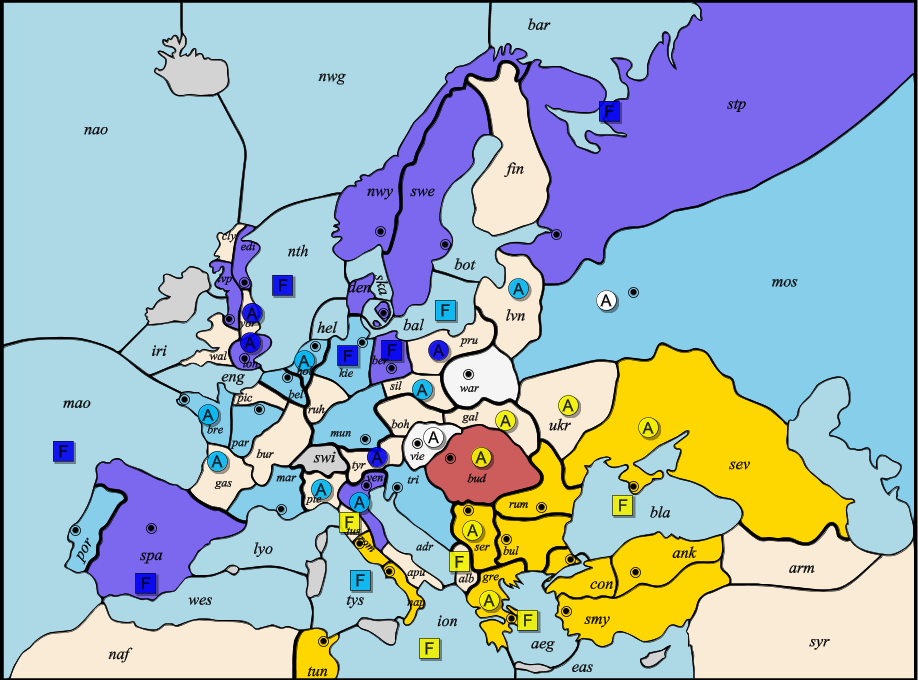 bar
nwg
stp
nao
fin
nwy
swe
cly
edi
nth
bot
mos
lvp
den
ska
lvn
yor
hel
bal
iri
wal
lon
pru
eng
kie
ber
war
mao
pic
bel
ruh
sil
bre
par
mun
boh
gal
ukr
bur
swi
tyr
vie
bud
sev
gas
mar
pie
ven
tri
rum
bla
por
spa
lyo
tus
rom
adr
ser
bul
ank
wes
tys
apu
alb
gre
con
arm
nap
ion
smy
aeg
naf
tun
eas
syr
F
A
F
F
A
A
A
F
F
A
F
A
A
A
A
A
A
A
A
A
A
A
F
A
A
F
F
A
F
F
F
A
F
F